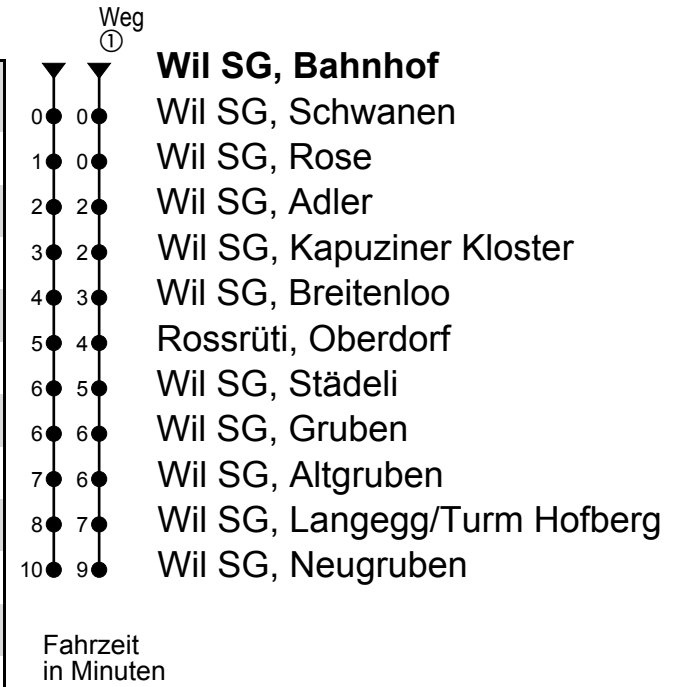 Weg
①
Wil SG, Bahnhof
0 0 Wil SG, Schwanen
1 0 Wil SG, Rose
2 2 Wil SG, Adler
3 2 Wil SG, Kapuziner Kloster
4 3 Wil SG, Breitenloo
5 4 Rossrüti, Oberdorf
6 5 Wil SG, Städeli
6 6 Wil SG, Gruben
7 6 Wil SG, Altgruben
8 7 Wil SG, Langegg/Turm Hofberg
10 9 Wil SG, Neugruben
Fahrzeit
in Minuten